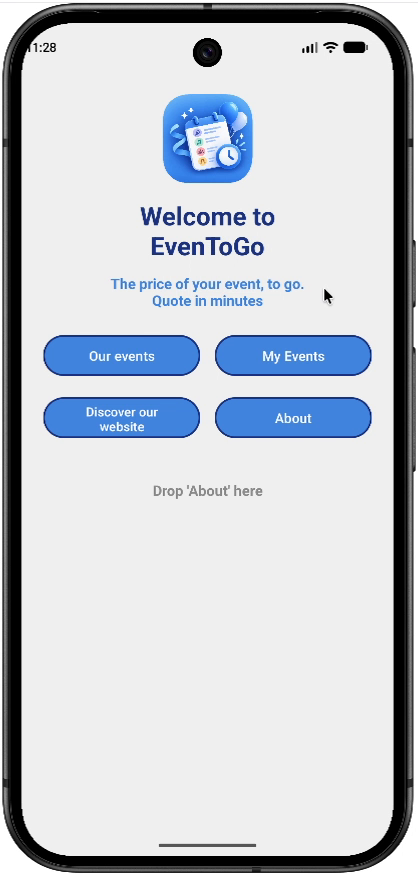 11:28
Welcome to
EvenToGo
The price of your event, to go.
Quote in minutes
Our events
My Events
Discover our
website
About
Drop 'About' here